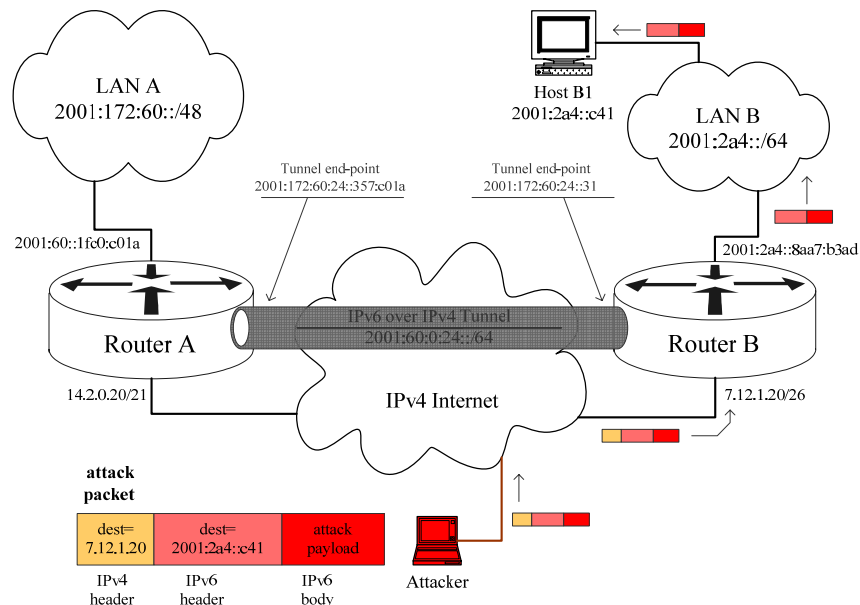 LAN A
2001:172:60::/48
Host B1
2001:2a4::c41
LAN B
2001:2a4::/64
Tunnel end-point
2001:172:60:24::357:c01a
Tunnel end-point
2001:172:60:24::31
2001:60::1fc0:c01a
2001:2a4::8aa7:b3ad
IPv6 over IPv4 Tunnel
2001:60:0:24::/64
Router A
Router B
14.2.0.20/21
IPv4 Internet
7.12.1.20/26
attack
packet
dest=
7.12.1.20
dest=
2001:2a4::c41
attack
payload
IPv4
header
IPv6
header
IPv6
body
Attacker